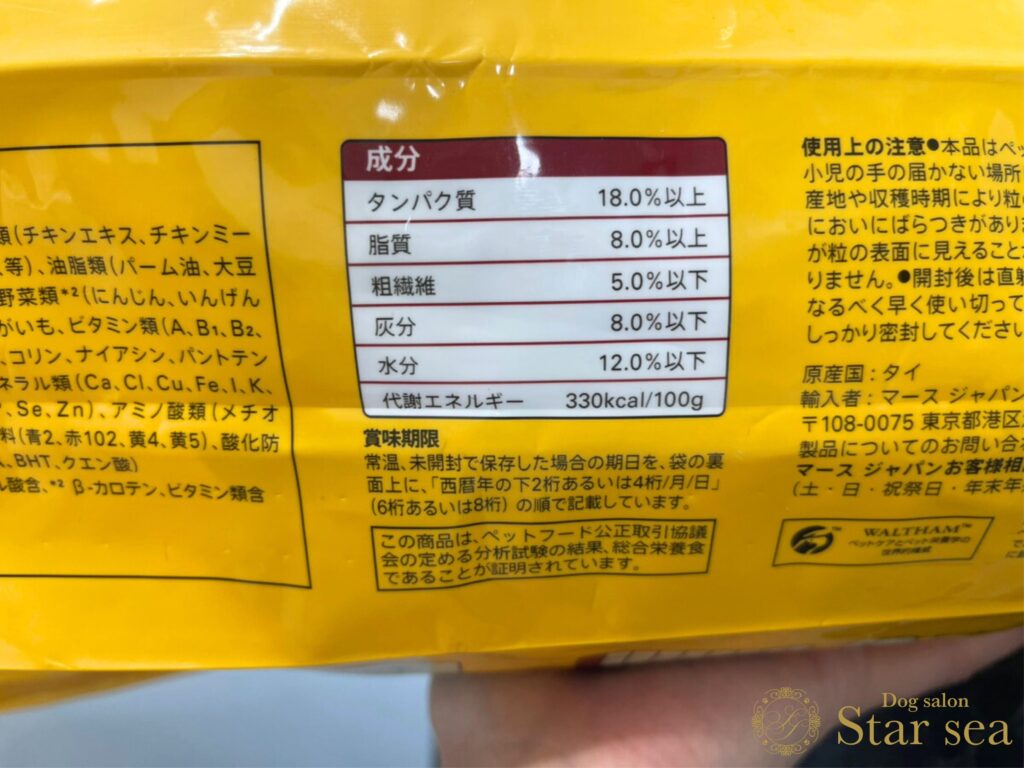 類(チキンエキス、チキンミー
等)、油脂類(パーム油、大豆
野菜類*²(にんじん、いんげん
がいも、ビタミン類(A、B₁、B₂、
、コリン、ナイアシン、パントテン
ネラル類(Ca、Cl、Cu、Fe、I、K、
、Se、Zn)、アミノ酸類(メチオ
料(青2、赤102、黄4、黄5)、酸化防
、BHT、クエン酸)
ル酸含、*² β-カロテン、ビタミン類含
成分
タンパク質 18.0%以上
脂質 8.0%以上
粗繊維 5.0%以下
灰分 8.0%以下
水分 12.0%以下
代謝エネルギー 330kcal/100g
賞味期限
常温、未開封で保存した場合の期日を、袋の裏
面上に、「西暦年の下2桁あるいは4桁/月/日」
(6桁あるいは8桁)の順で記載しています。
この商品は、ペットフード公正取引協議
会の定める分析試験の結果、総合栄養食
であることが証明されています。
使用上の注意●本品はペッ
小児の手の届かない場所
産地や収穫時期により粒
においにばらつきがあり
が粒の表面に見えること
りません。●開封後は直射
なるべく早く使い切って
しっかり密封してください
原産国:タイ
輸入者:マース ジャパン
〒108-0075 東京都港区
製品についてのお問い合
マース ジャパンお客様相
(土・日・祝祭日・年末年
WALTHAM™
ペットケアとペット栄養学の
世界的権威
Dog salon
Star sea